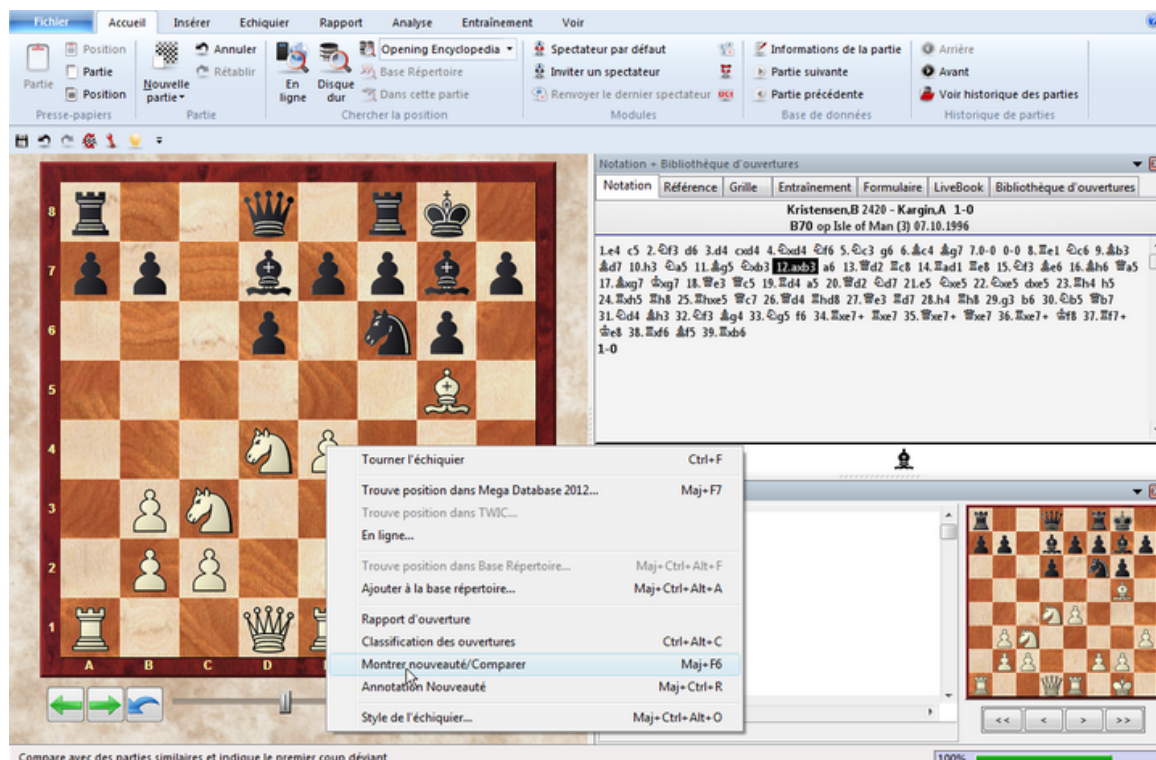 Fichier Accueil Insérer Echiquier Rapport Analyse Entraînement Voir
Position Annuler Opening Encyclopedia Spectateur par défaut Informations de la partie Arrière
Partie Rétablir Base Répertoire Inviter un spectateur Partie suivante Avant
Partie Position Nouvelle partie En ligne Disque dur Dans cette partie Renvoyer le dernier spectateur Partie précédente Voir historique des parties
Presse-papiers Partie Chercher la position Modules Base de données Historique de parties
Notation + Bibliothèque d'ouvertures
Notation Référence Grille Entraînement Formulaire LiveBook Bibliothèque d'ouvertures
Kristensen,B 2420 - Kargin,A 1-0
B70 op Isle of Man (3) 07.10.1996
1.e4 c5 2.♘f3 d6 3.d4 cxd4 4.♘xd4 ♘f6 5.♘c3 g6 6.♗c4 ♗g7 7.0-0 0-0 8.♖e1 ♘c6 9.♗b3
♗d7 10.h3 ♘a5 11.♗g5 ♘xb3 12.axb3 a6 13.♕d2 ♖c8 14.♖ad1 ♖e8 15.♘f3 ♗e6 16.♗h6 ♕a5
17.♗xg7 ♔xg7 18.♕e3 ♕c5 19.♖d4 a5 20.♕d2 ♘d7 21.e5 ♘xe5 22.♘xe5 dxe5 23.♖h4 h5
24.♖xh5 ♖h8 25.♖hxe5 ♕c7 26.♕d4 ♖hd8 27.♕e3 ♖d7 28.h4 ♖h8 29.g3 b6 30.♘b5 ♕b7
31.♘d4 ♗h3 32.♘f3 ♗g4 33.♘g5 f6 34.♖xe7+ ♖xe7 35.♕xe7+ ♕xe7 36.♖xe7+ ♔f8 37.♖f7+
♔e8 38.♖xf6 ♗f5 39.♖xb6
1-0
8
7
6
5
4
3
2
1
A B C D
Tourner l'échiquier Ctrl+F
Trouve position dans Mega Database 2012... Maj+F7
Trouve position dans TWIC...
En ligne...
Trouve position dans Base Répertoire... Maj+Ctrl+Alt+F
Ajouter à la base répertoire... Maj+Ctrl+Alt+A
Rapport d'ouverture
Classification des ouvertures Ctrl+Alt+C
Montrer nouveauté/Comparer Maj+F6
Annotation Nouveauté Maj+Ctrl+R
Style de l'échiquier... Maj+Ctrl+Alt+O
<< < > >>
Compare avec des parties similaires et indique le premier coup déviant
100%